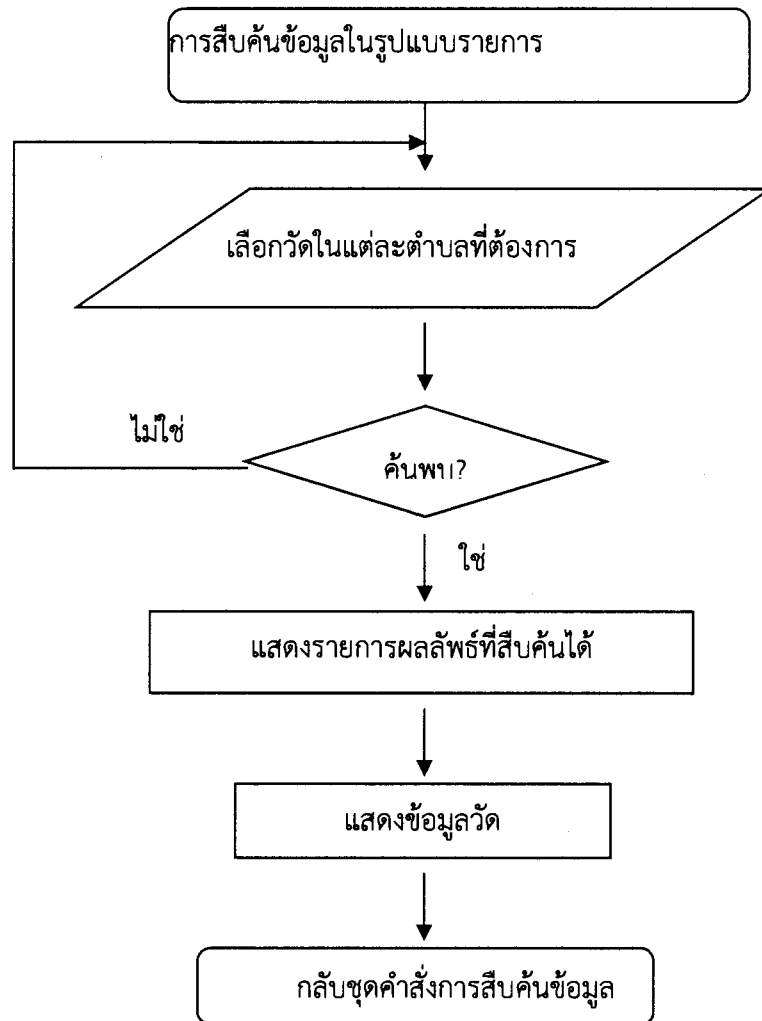 การสืบค้นข้อมูลในรูปแบบรายการ
เลือกวัดในแต่ละตำบลที่ต้องการ
ไม่ใช่
ค้นพบ?
ใช่
แสดงรายการผลลัพธ์ที่สืบค้นได้
แสดงข้อมูลวัด
กลับชุดคำสั่งการสืบค้นข้อมูล